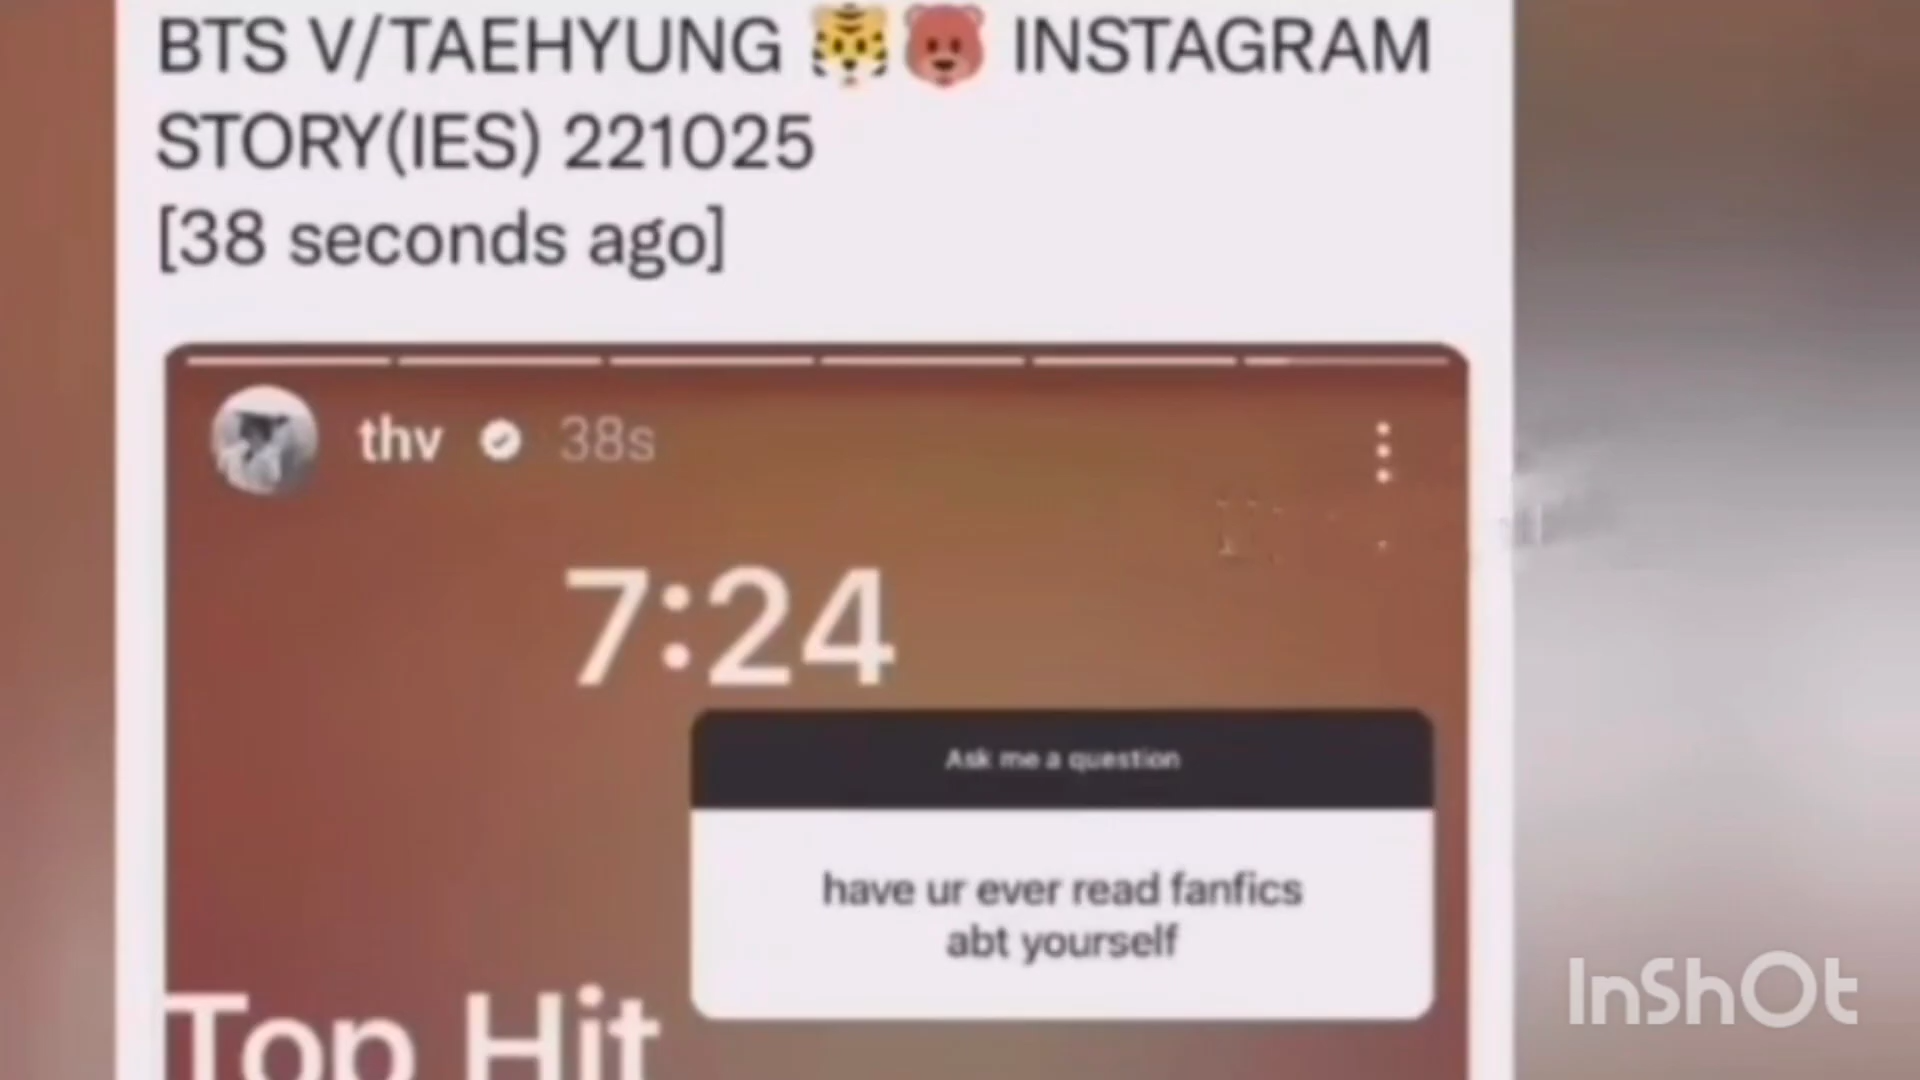 BTS V/TAEHYUNG 🐯🐻 INSTAGRAM
STORY(IES) 221025
[38 seconds ago]
thv 38s
7:24
Ask me a question
have ur ever read fanfics
abt yourself
Top Hit
InShOt